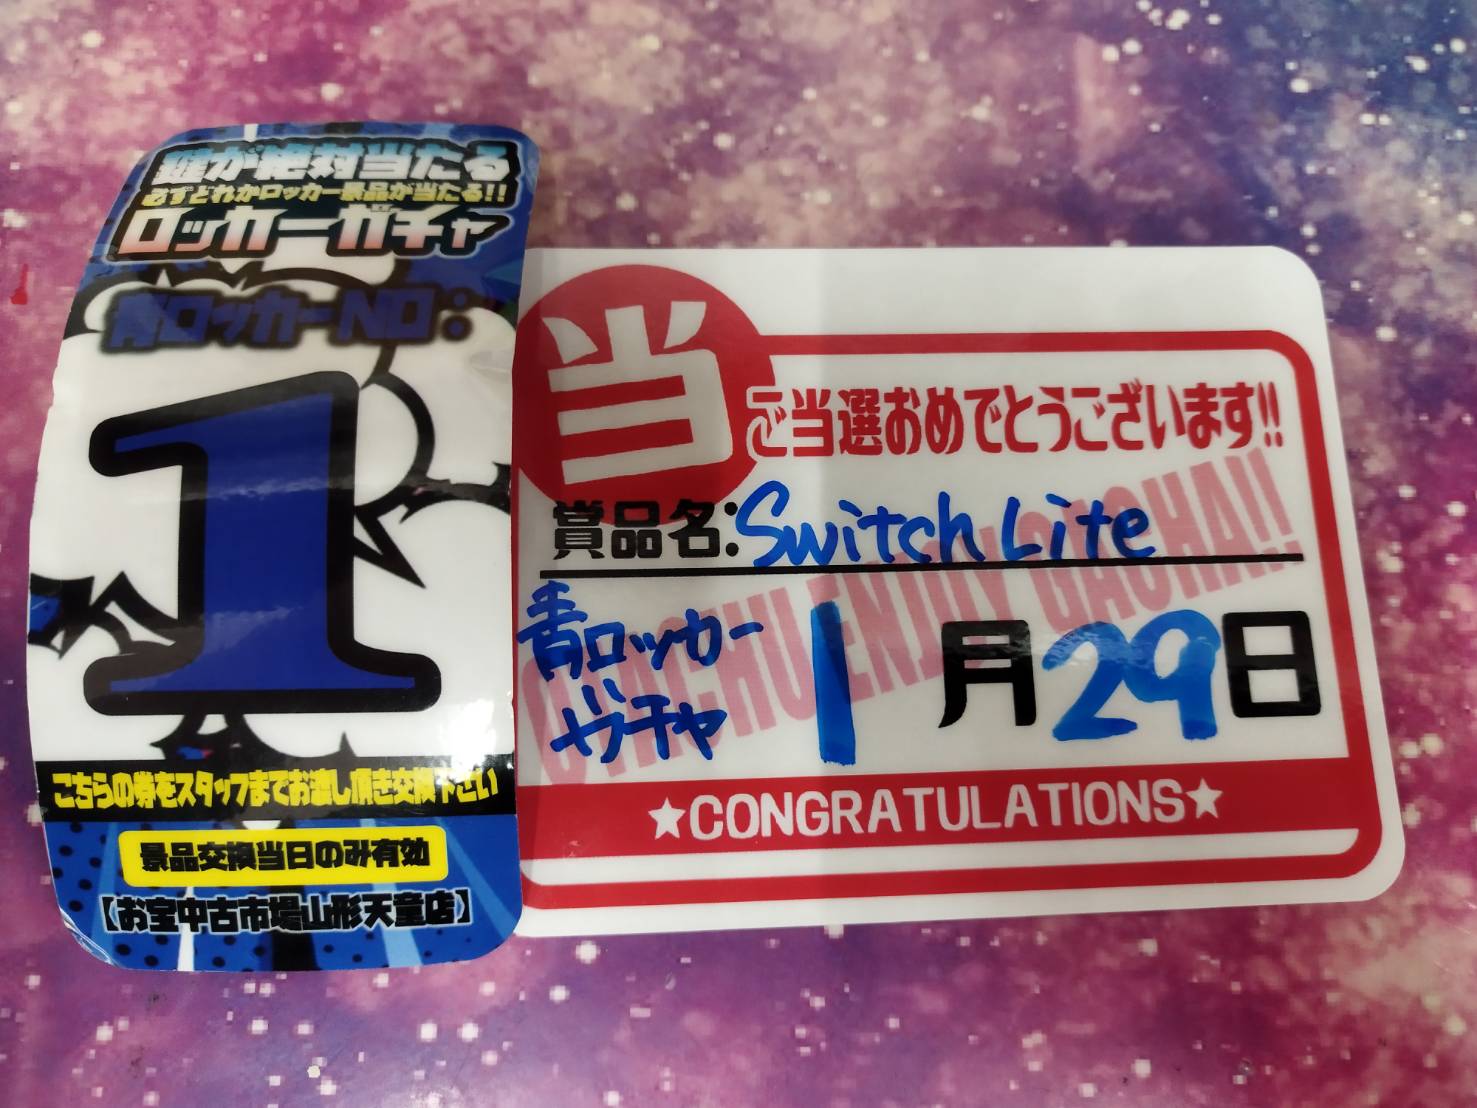 鍵が絶対当たる
必ずどれかロッカー景品が当たる!!
ロッカーガチャ
青ロッカーNO:
1
こちらの券をスタッフまでお渡し頂き交換下さい
景品交換当日のみ有効
【お宝中古市場山形天童店】
当
ご当選おめでとうございます!!
賞品名:Switch Lite
青ロッカー
ガチャ
1月29日
ENJOY GACHA!!
★CONGRATULATIONS★